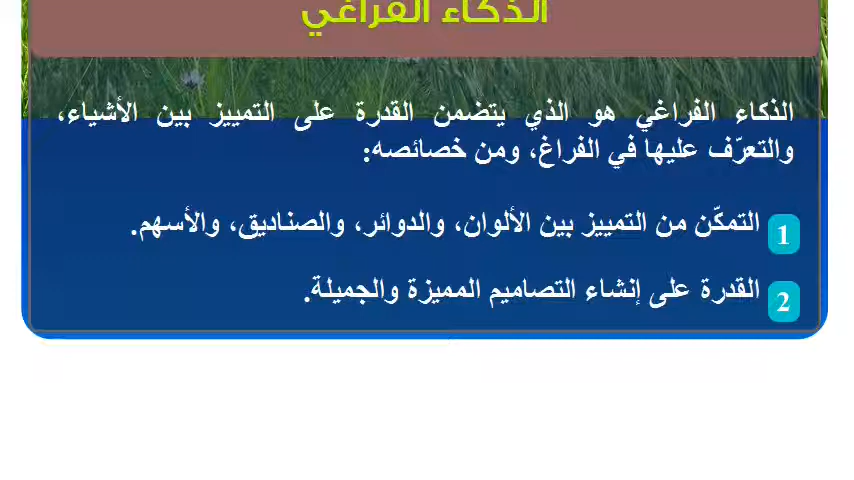 الذكاء الفراغي
الذكاء الفراغي هو الذي يتضمن القدرة على التمييز بين الأشياء،
والتعرّف عليها في الفراغ، ومن خصائصه:
1 التمكّن من التمييز بين الألوان، والدوائر، والصناديق، والأسهم.
2 القدرة على إنشاء التصاميم المميزة والجميلة.